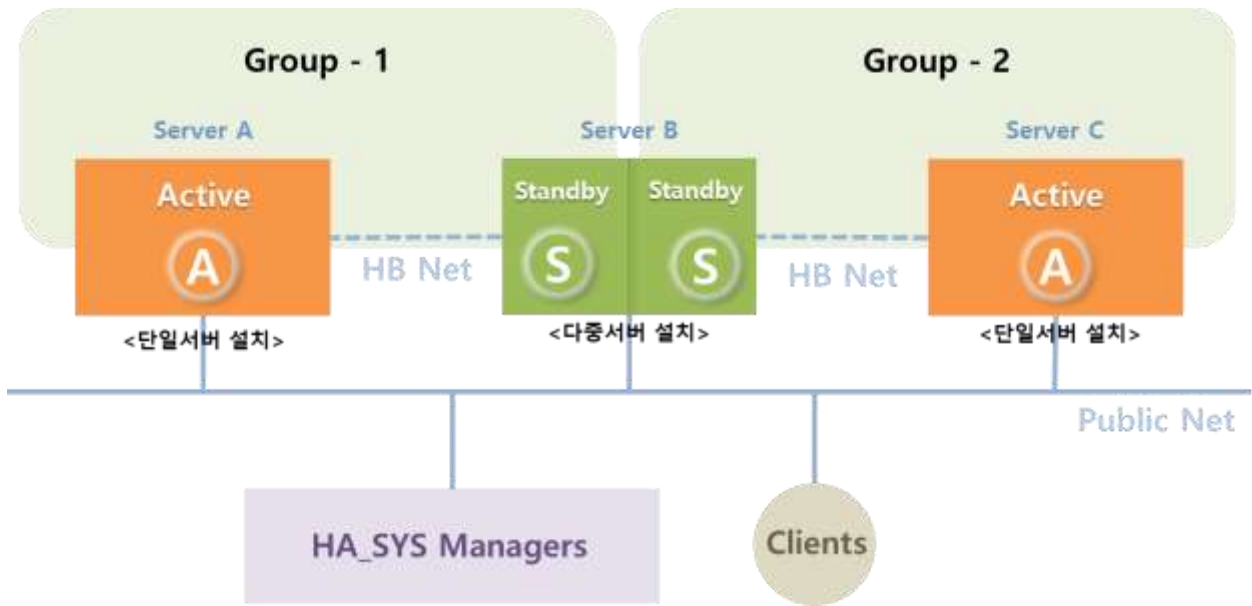 Group - 1
Group - 2
Server A
Server B
Server C
Active
Standby
Standby
Active
A
S
S
A
HB Net
HB Net
<단일서버 설치>
<다중서버 설치>
<단일서버 설치>
Public Net
HA_SYS Managers
Clients